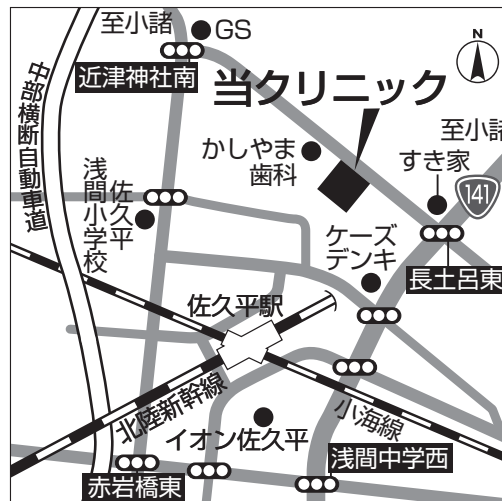 至小諸
GS
N
近津神社南
当クリニック
至小諸
中部横断自動車道
かしやま
歯科
すき家
141
佐久平
浅間小学校
ケーズ
デンキ
長土呂東
佐久平駅
北陸新幹線
小海線
イオン佐久平
浅間中学西
赤岩橋東